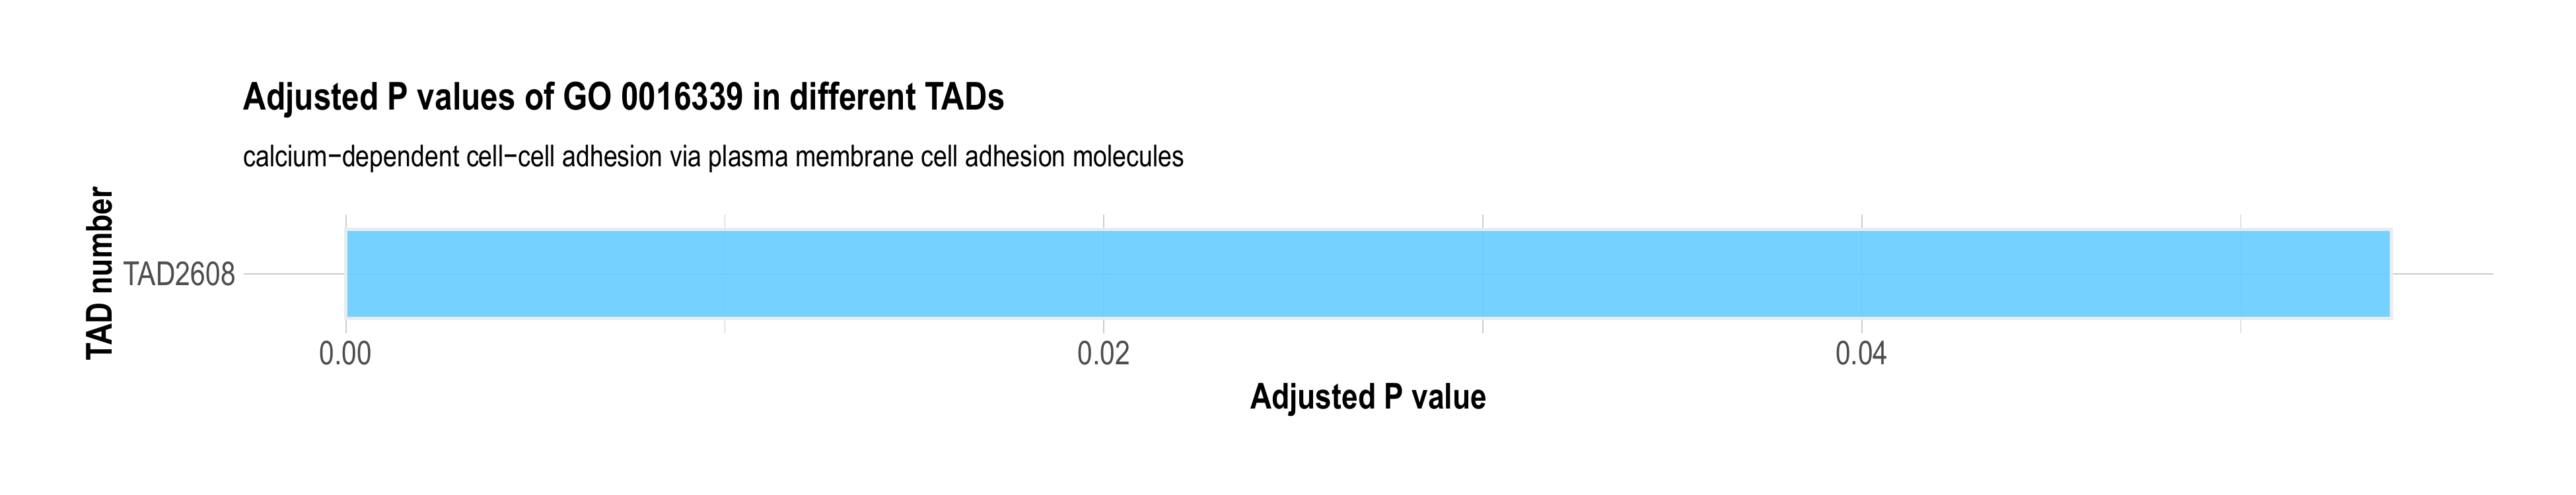 Adjusted P values of GO 0016339 in different TADs
calcium−dependent cell−cell adhesion via plasma membrane cell adhesion molecules
TAD number
TAD2608
0.00 0.02 0.04
Adjusted P value